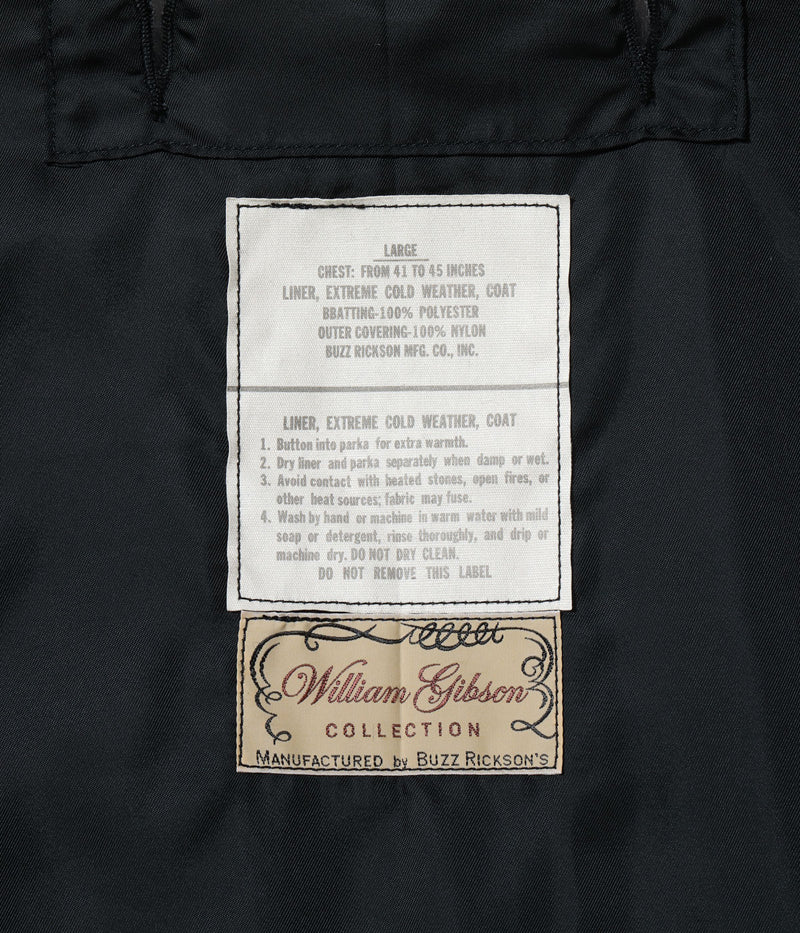 LARGE
CHEST: FROM 41 TO 45 INCHES
LINER, EXTREME COLD WEATHER, COAT
BBATTING-100% POLYESTER
OUTER COVERING-100% NYLON
BUZZ RICKSON MFG. CO., INC.
LINER, EXTREME COLD WEATHER, COAT
1. Button into parka for extra warmth.
2. Dry liner and parka separately when damp or wet.
3. Avoid contact with heated stones, open fires, or
other heat sources; fabric may fuse.
4. Wash by hand or machine in warm water with mild
soap or detergent, rinse thoroughly, and drip or
machine dry. DO NOT DRY CLEAN.
DO NOT REMOVE THIS LABEL
William Gibson
COLLECTION
MANUFACTURED by BUZZ RICKSON'S